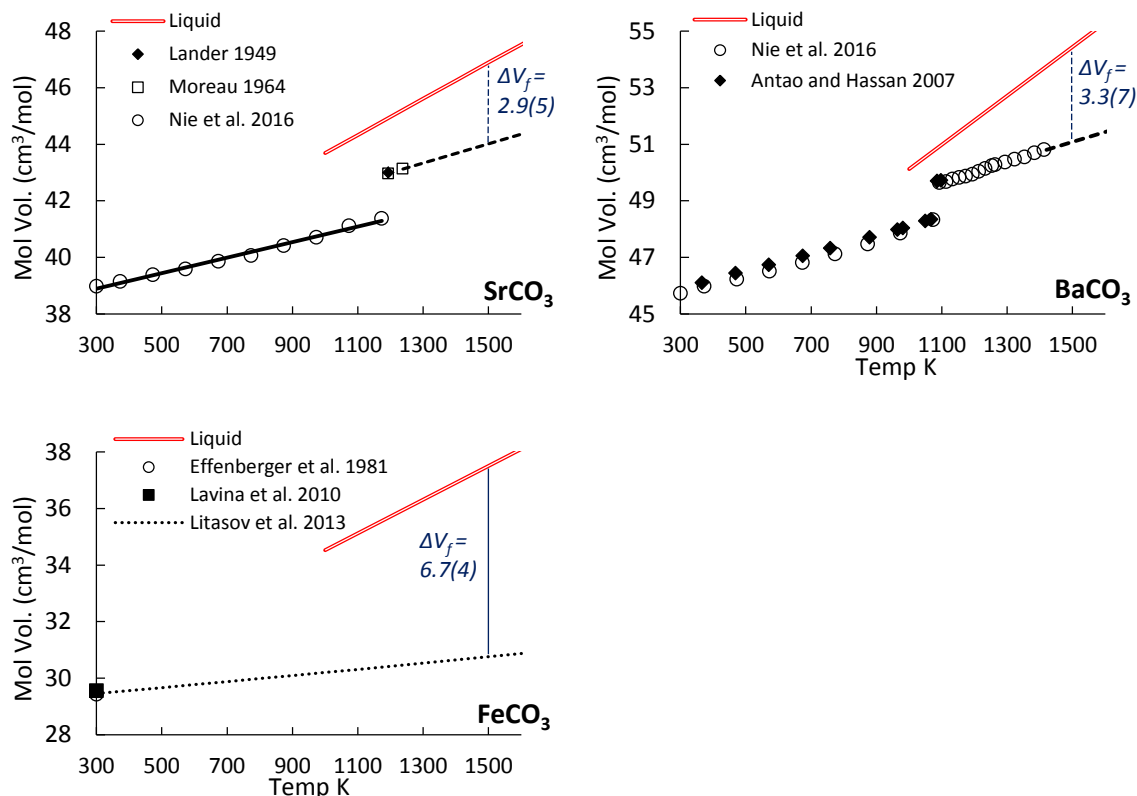 Liquid
Lander 1949
Moreau 1964
Nie et al. 2016
ΔVf =
2.9(5)
SrCO3
Mol Vol. (cm3/mol)
48
46
44
42
40
38
300 500 700 900 1100 1300 1500
Liquid
Nie et al. 2016
Antao and Hassan 2007
ΔVf =
3.3(7)
BaCO3
Mol Vol. (cm3/mol)
55
53
51
49
47
45
300 500 700 900 1100 1300 1500
Temp K
Liquid
Effenberger et al. 1981
Lavina et al. 2010
Litasov et al. 2013
ΔVf =
6.7(4)
FeCO3
Mol Vol. (cm3/mol)
38
36
34
32
30
28
300 500 700 900 1100 1300 1500
Temp K